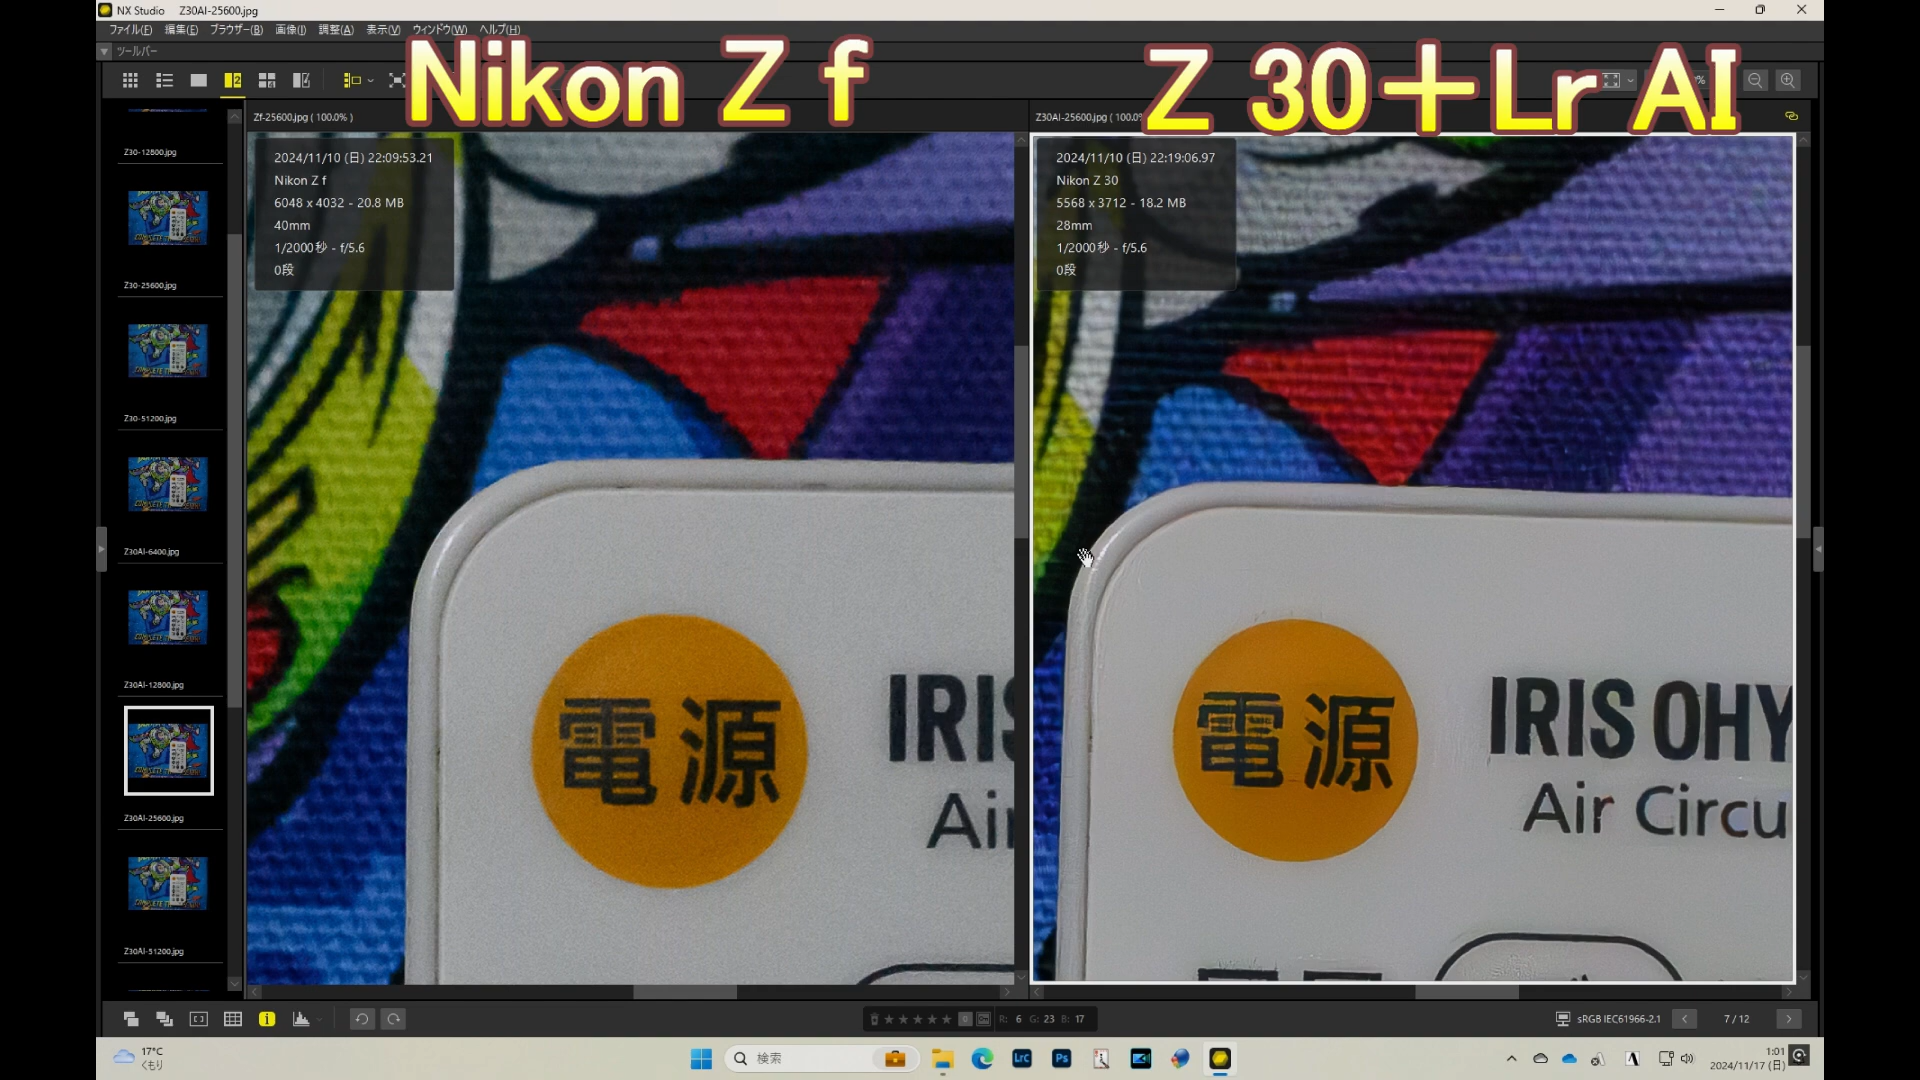 NX Studio Z30AI-25600.jpg
ファイル(F) 編集(E) ブラウザー(B) 画像(I) 調整(A) 表示(V) ウィンドウ(W) ヘルプ(H)
ツールバー
Nikon Z f
Z 30+Lr AI
Zf-25600.jpg ( 100.0% )
Z30AI-25600.jpg ( 100.0%
2024/11/10 (日) 22:09:53.21
Nikon Z f
6048 x 4032 - 20.8 MB
40mm
1/2000秒 - f/5.6
0段
2024/11/10 (日) 22:19:06.97
Nikon Z 30
5568 x 3712 - 18.2 MB
28mm
1/2000秒 - f/5.6
0段
Z30-12800.jpg
Z30-25600.jpg
Z30-51200.jpg
Z30AI-6400.jpg
Z30AI-12800.jpg
Z30AI-25600.jpg
Z30AI-51200.jpg
電源
IRIS
Air
電源
IRIS OHY
Air Circu
R: 6 G: 23 B: 17
sRGB IEC61966-2.1
7 / 12
17°C
くもり
検索
Lrc
Ps
A
1:01
2024/11/17 (日)